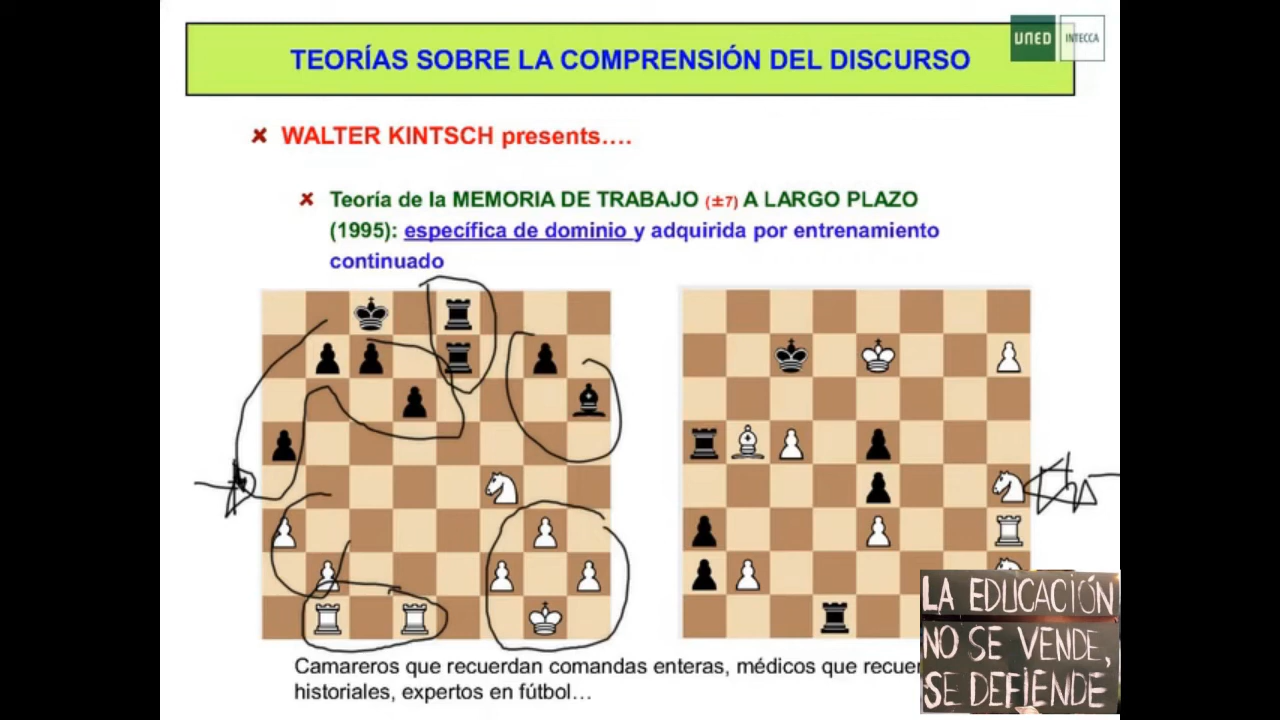 TEORÍAS SOBRE LA COMPRENSIÓN DEL DISCURSO
UNED INTECCA
WALTER KINTSCH presents….
Teoría de la MEMORIA DE TRABAJO (±7) A LARGO PLAZO
(1995): específica de dominio y adquirida por entrenamiento
continuado
Camareros que recuerdan comandas enteras, médicos que
historiales, expertos en fútbol…
LA EDUCACIÓN
NO SE VENDE,
SE DEFIENDE